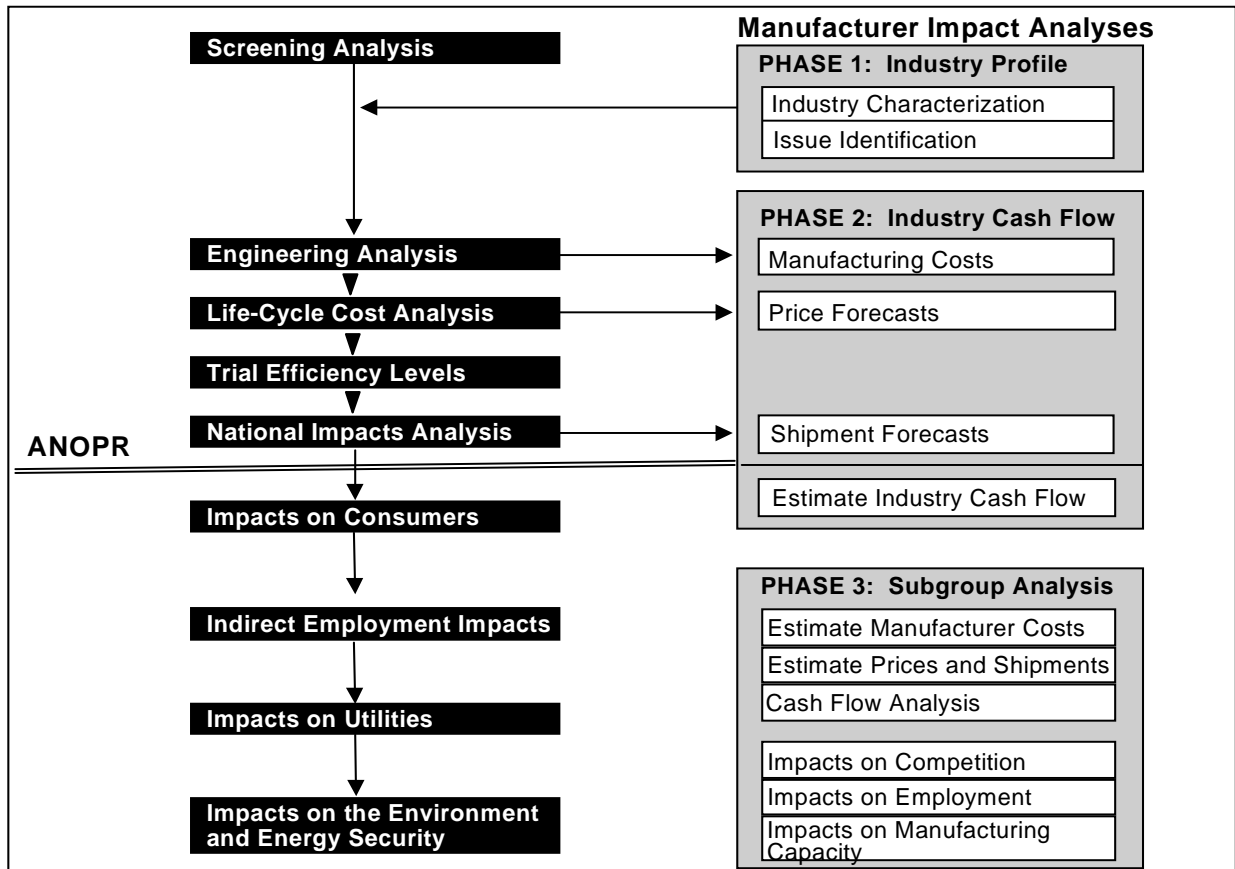 Screening Analysis
Engineering Analysis
Life-Cycle Cost Analysis
Trial Efficiency Levels
National Impacts Analysis
ANOPR
Impacts on Consumers
Indirect Employment Impacts
Impacts on Utilities
Impacts on the Environment
and Energy Security
Manufacturer Impact Analyses
PHASE 1: Industry Profile
Industry Characterization
Issue Identification
PHASE 2: Industry Cash Flow
Manufacturing Costs
Price Forecasts
Shipment Forecasts
Estimate Industry Cash Flow
PHASE 3: Subgroup Analysis
Estimate Manufacturer Costs
Estimate Prices and Shipments
Cash Flow Analysis
Impacts on Competition
Impacts on Employment
Impacts on Manufacturing
Capacity